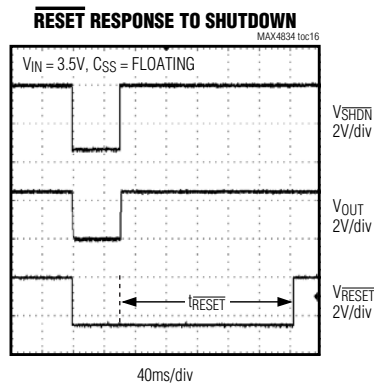 RESET RESPONSE TO SHUTDOWN
MAX4834 toc16
VIN = 3.5V, CSS = FLOATING
VSHDN
2V/div
VOUT
2V/div
tRESET
VRESET
2V/div
40ms/div